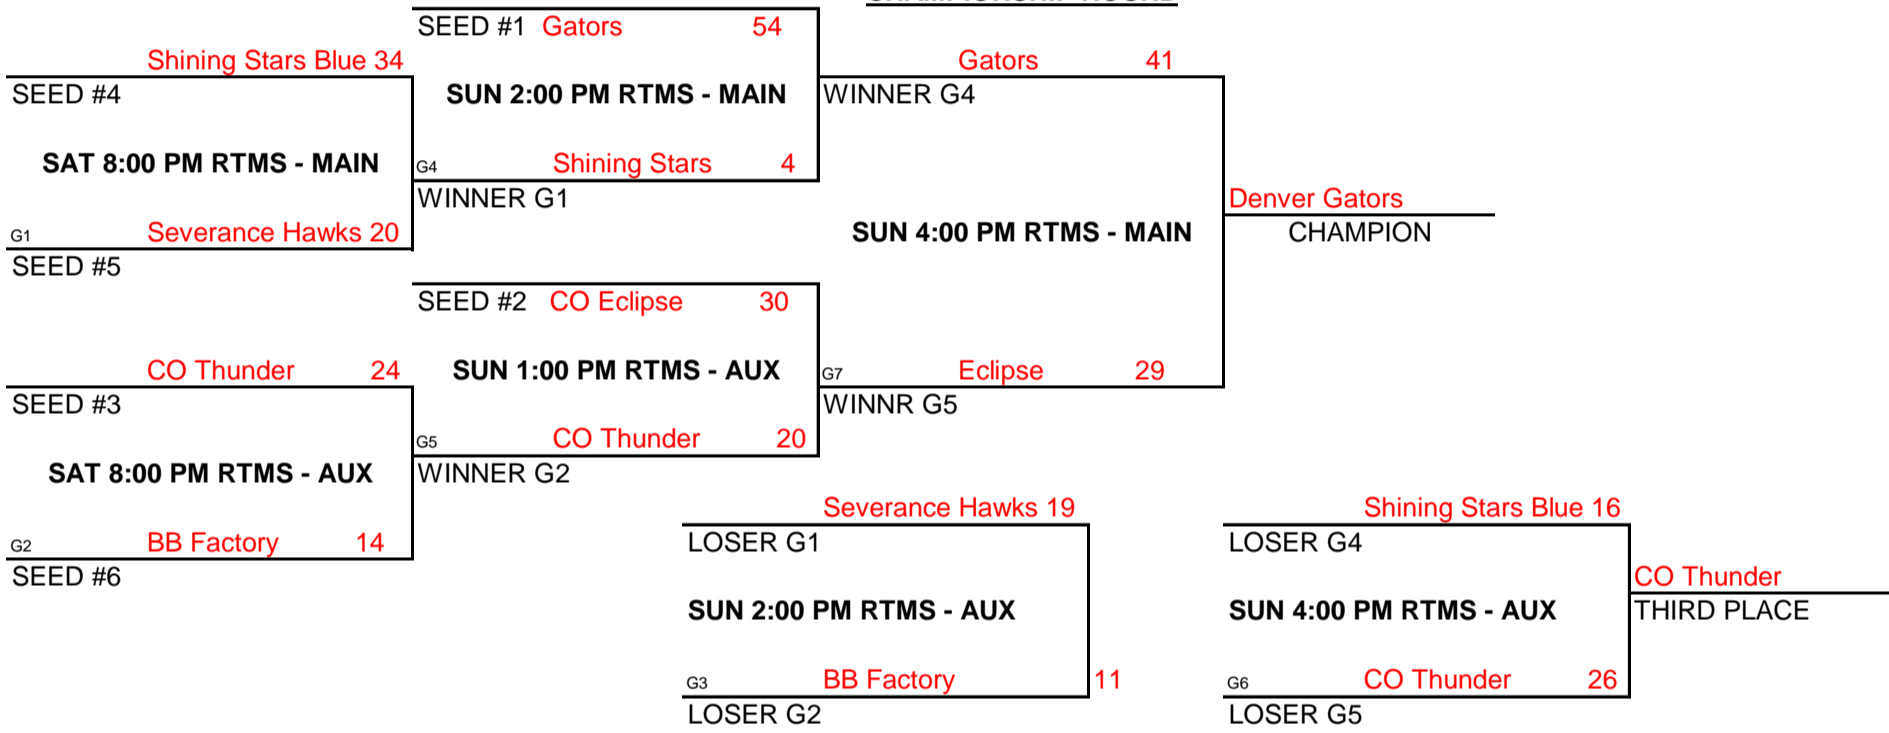 CHAMPIONSHIP ROUND
SEED #1 Gators 54
Shining Stars Blue 34
Gators 41
SEED #4
SUN 2:00 PM RTMS - MAIN
WINNER G4
SAT 8:00 PM RTMS - MAIN
G4 Shining Stars 4
WINNER G1
Denver Gators
G1 Severance Hawks 20
SUN 4:00 PM RTMS - MAIN
CHAMPION
SEED #5
SEED #2 CO Eclipse 30
CO Thunder 24
SUN 1:00 PM RTMS - AUX
G7 Eclipse 29
SEED #3
WINNR G5
G5 CO Thunder 20
SAT 8:00 PM RTMS - AUX
WINNER G2
Severance Hawks 19
Shining Stars Blue 16
G2 BB Factory 14
LOSER G1
LOSER G4
SEED #6
CO Thunder
SUN 2:00 PM RTMS - AUX
SUN 4:00 PM RTMS - AUX
THIRD PLACE
G3 BB Factory 11
G6 CO Thunder 26
LOSER G2
LOSER G5